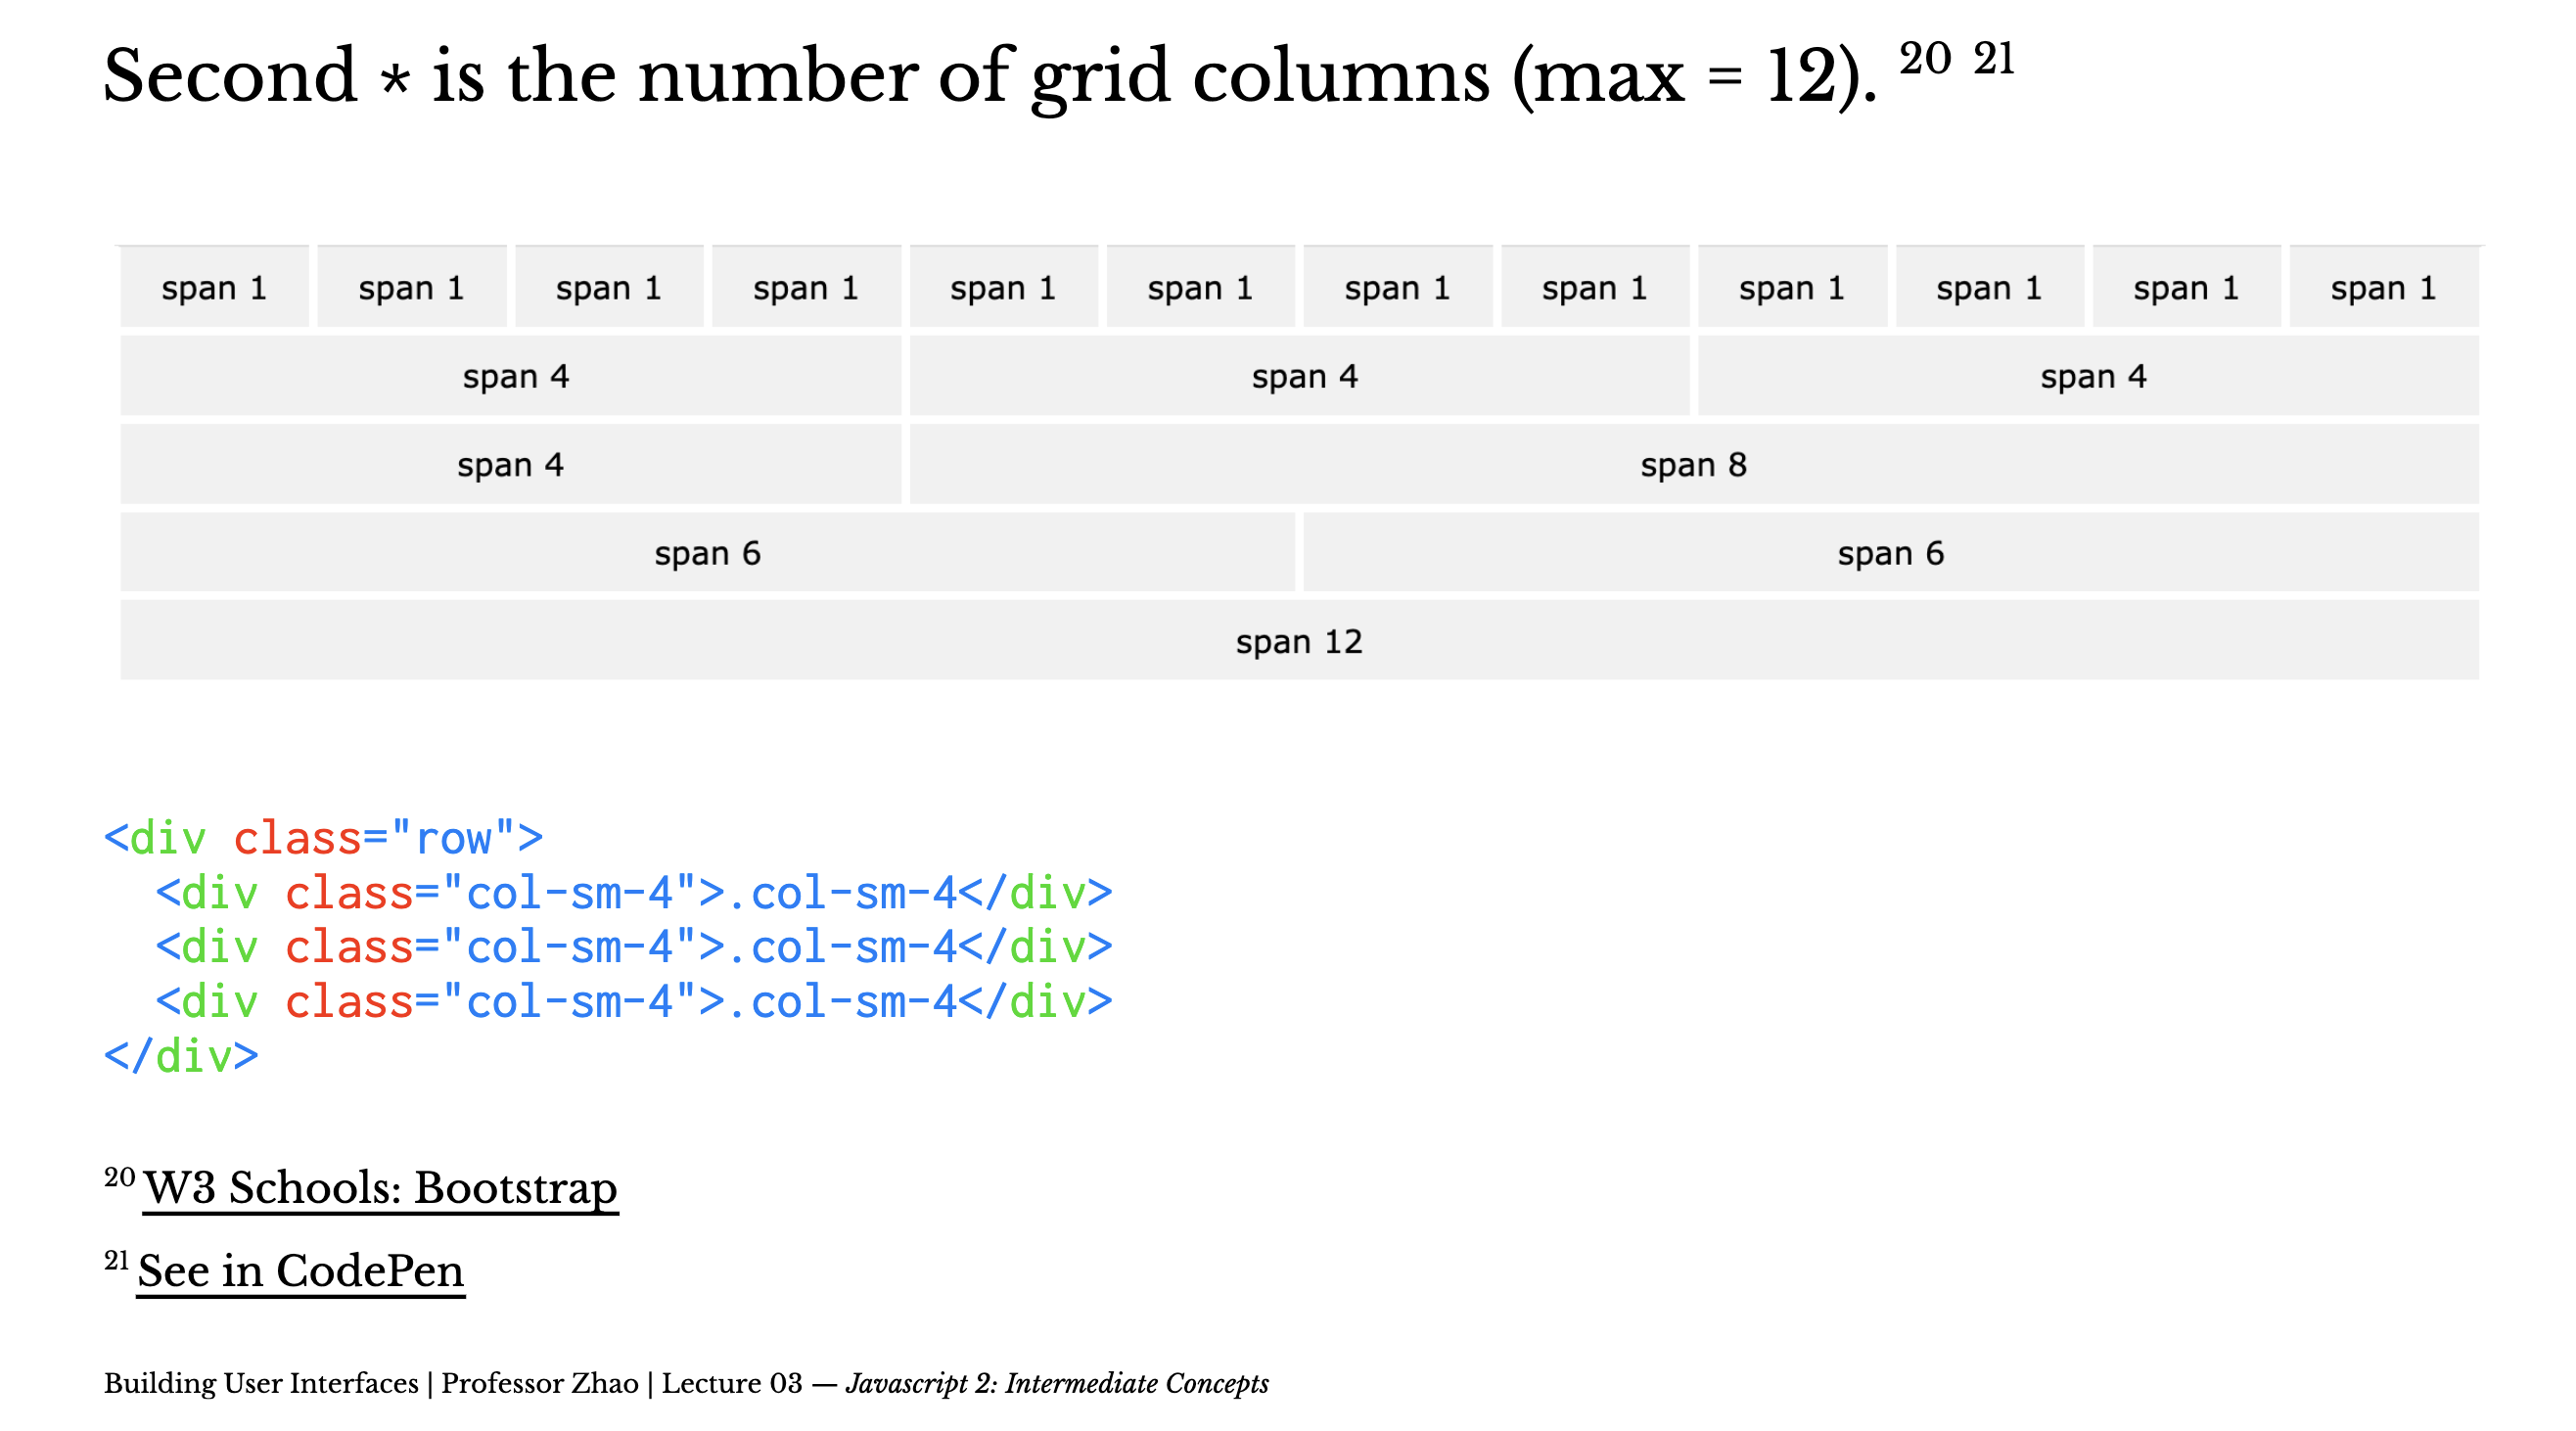 Second * is the number of grid columns (max = 12). 20 21
span 1 span 1 span 1 span 1 span 1 span 1 span 1 span 1 span 1 span 1 span 1 span 1
span 4 span 4 span 4
span 4 span 8
span 6 span 6
span 12
<div class="row">
  <div class="col-sm-4">.col-sm-4</div>
  <div class="col-sm-4">.col-sm-4</div>
  <div class="col-sm-4">.col-sm-4</div>
</div>
20 W3 Schools: Bootstrap
21 See in CodePen
Building User Interfaces | Professor Zhao | Lecture 03 — Javascript 2: Intermediate Concepts